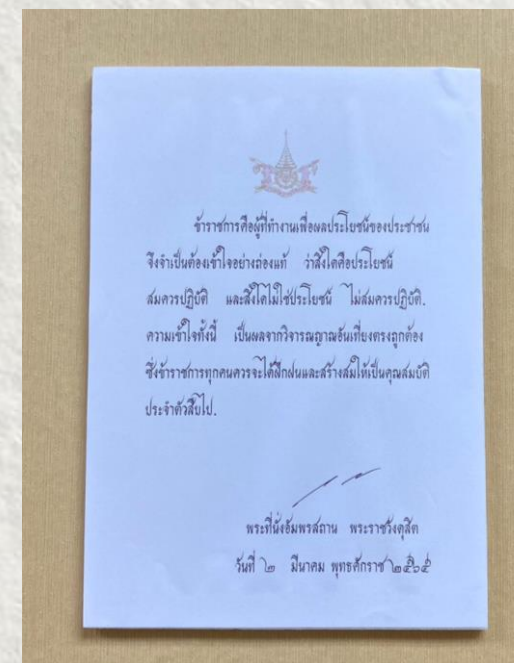 ข้าราชการคือผู้ที่ทำงานเพื่อผลประโยชน์ของประชาชน
จึงจำเป็นต้องเข้าใจอย่างถ่องแท้ ว่าสิ่งใดคือประโยชน์
สมควรปฏิบัติ และสิ่งใดไม่ใช่ประโยชน์ ไม่สมควรปฏิบัติ.
ความเข้าใจทั้งนี้ เป็นผลจากวิจารณญาณอันเที่ยงตรงถูกต้อง
ซึ่งข้าราชการทุกคนควรจะได้ฝึกฝนและสร้างสมให้เป็นคุณสมบัติ
ประจำตัวสืบไป.
พระที่นั่งอัมพรสถาน พระราชวังดุสิต
วันที่ ๒ มีนาคม พุทธศักราช ๒๕๖๕